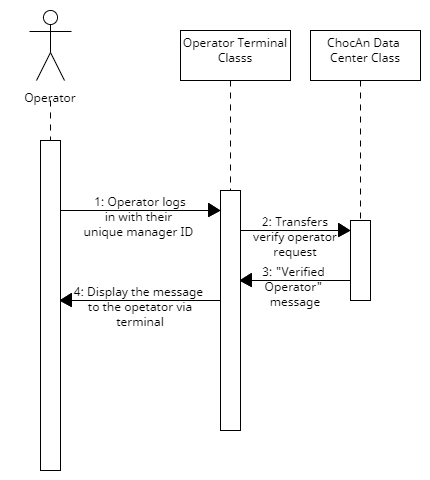 Operator Terminal
Classs
ChocAn Data
Center Class
Operator
1: Operator logs
in with their
unique manager ID
2: Transfers
verify operator
request
3: "Verified
Operator"
message
4: Display the message
to the opetator via
terminal